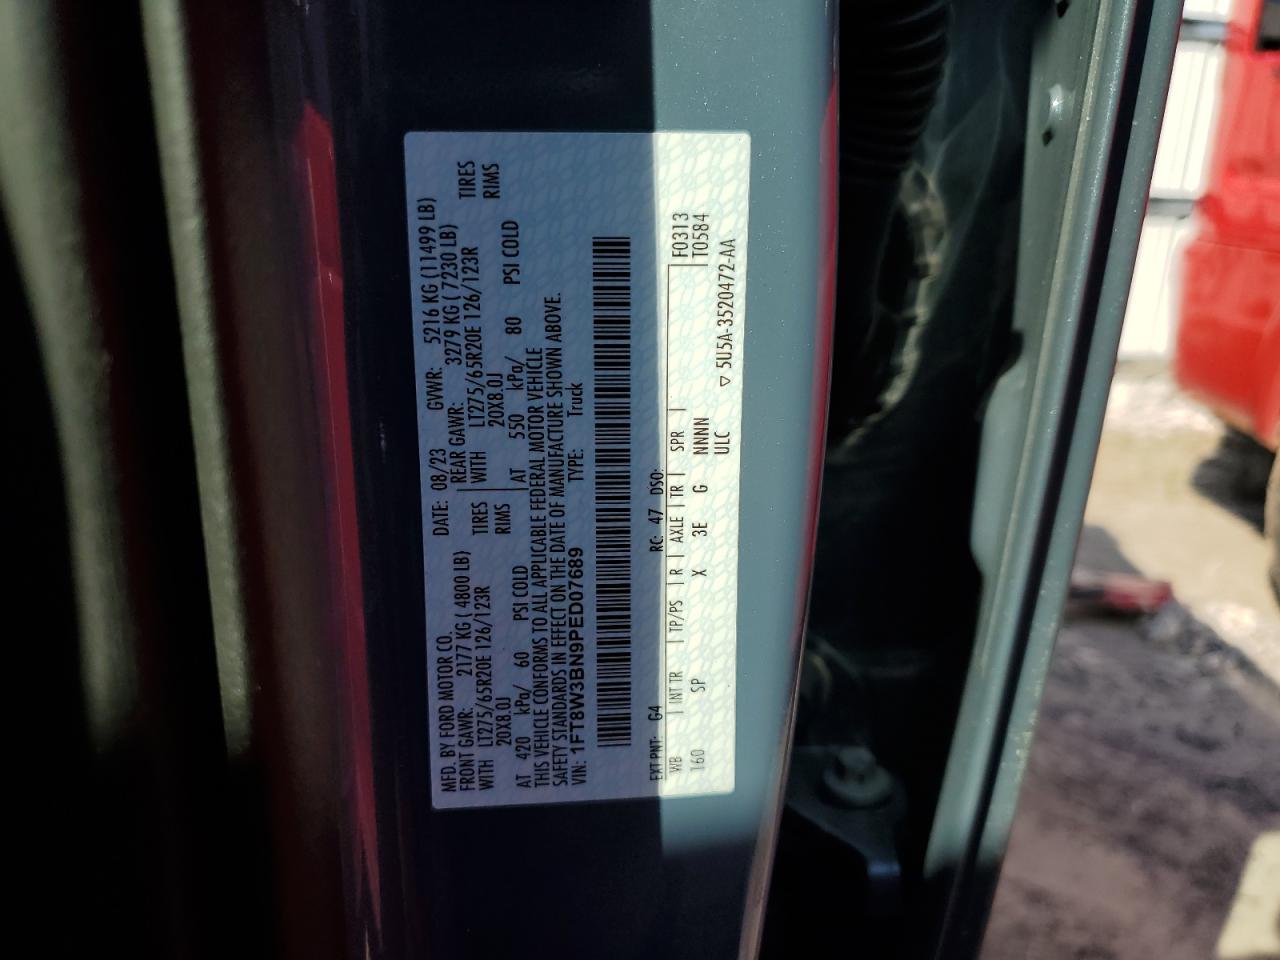 MFD. BY FORD MOTOR CO.
DATE: 08/23 GVWR: 5216 KG (11499 LB)
FRONT GAWR: 2177 KG ( 4800 LB) REAR GAWR: 3279 KG ( 7230 LB)
WITH LT275/65R20E 126/123R TIRES WITH LT275/65R20E 126/123R TIRES
20X8.0J RIMS 20X8.0J RIMS
AT 420 kPa/ 60 PSI COLD AT 550 kPa/ 80 PSI COLD
THIS VEHICLE CONFORMS TO ALL APPLICABLE FEDERAL MOTOR VEHICLE
SAFETY STANDARDS IN EFFECT ON THE DATE OF MANUFACTURE SHOWN ABOVE.
VIN: 1FT8W3BN9PED07689 TYPE: Truck
EXT PNT: G4 RC: 47 DSO: F0313
WB INT TR TP/PS R AXLE TR SPR T0584
160 SP X 3E G NNNN
ULC ▽ 5U5A-3520472-AA